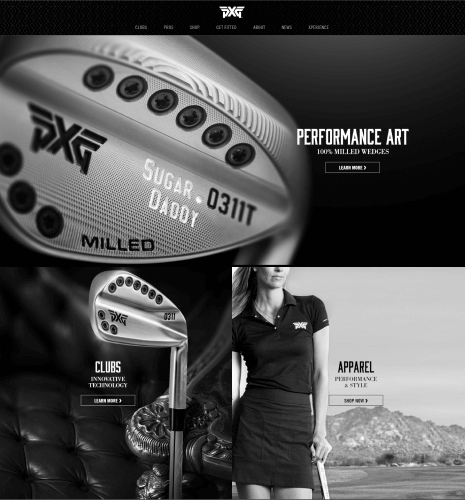 PXG
CLUBS PROS SHOP GET FITTED ABOUT NEWS XPERIENCE
PXG
SUGAR
DADDY
0311T
MILLED
PERFORMANCE ART
100% MILLED WEDGES
LEARN MORE
PXG
0311
CLUBS
INNOVATIVE
TECHNOLOGY
LEARN MORE
PXG
APPAREL
PERFORMANCE
& STYLE
SHOP NOW